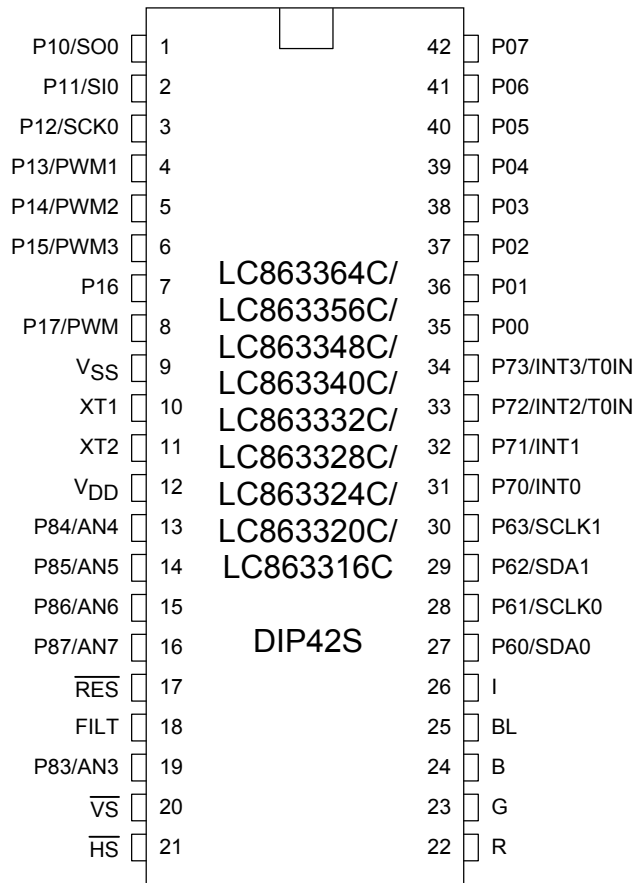 P10/SO0 1 42 P07
P11/SI0 2 41 P06
P12/SCK0 3 40 P05
P13/PWM1 4 39 P04
P14/PWM2 5 38 P03
P15/PWM3 6 37 P02
P16 7 36 P01
P17/PWM 8 35 P00
VSS 9 34 P73/INT3/T0IN
XT1 10 33 P72/INT2/T0IN
XT2 11 32 P71/INT1
VDD 12 31 P70/INT0
P84/AN4 13 30 P63/SCLK1
P85/AN5 14 29 P62/SDA1
P86/AN6 15 28 P61/SCLK0
P87/AN7 16 27 P60/SDA0
RES 17 26 I
FILT 18 25 BL
P83/AN3 19 24 B
VS 20 23 G
HS 21 22 R
LC863364C/
LC863356C/
LC863348C/
LC863340C/
LC863332C/
LC863328C/
LC863324C/
LC863320C/
LC863316C
DIP42S